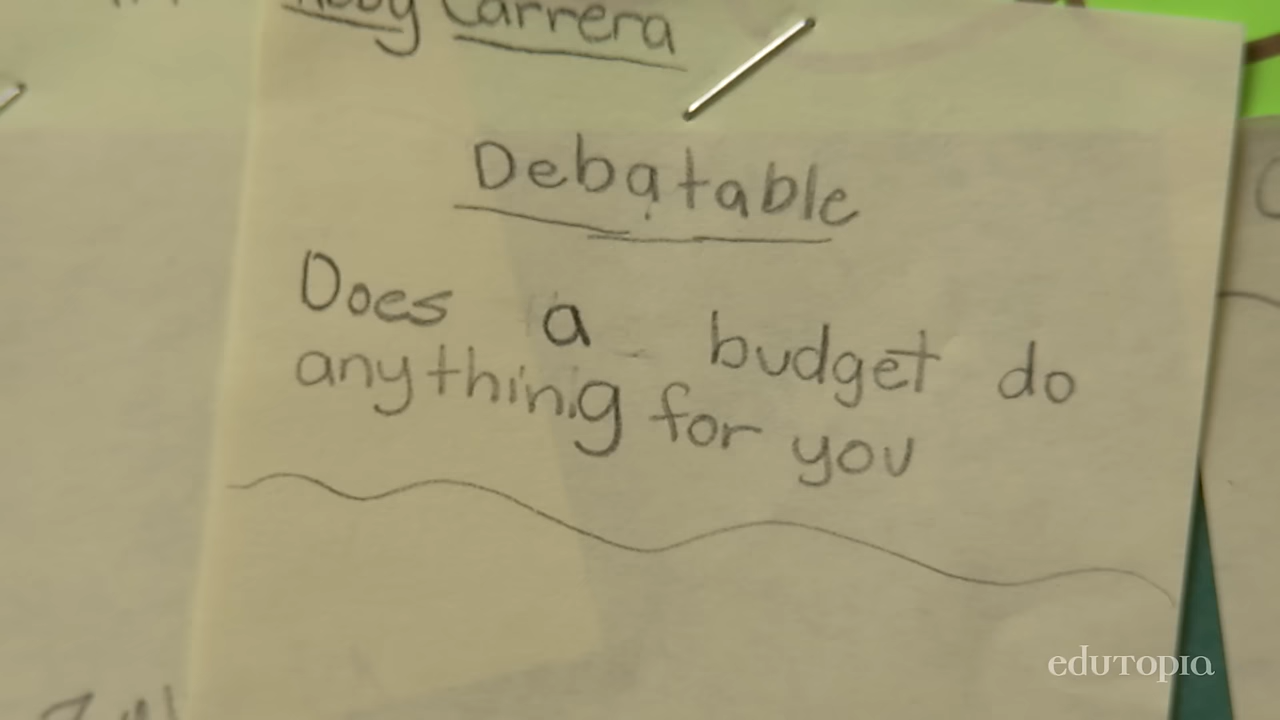 Carrera
Debatable
Does a budget do
anything for you
edutopia